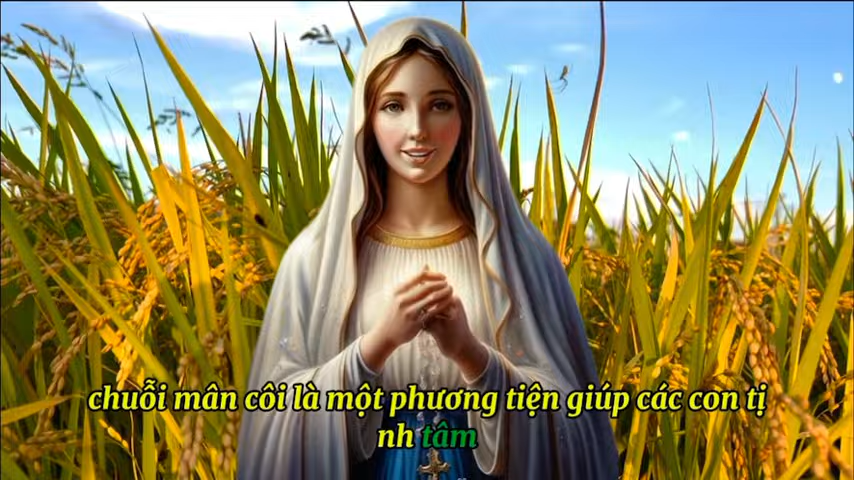 chuỗi mân côi là một phương tiện giúp các con tị
nh tâm